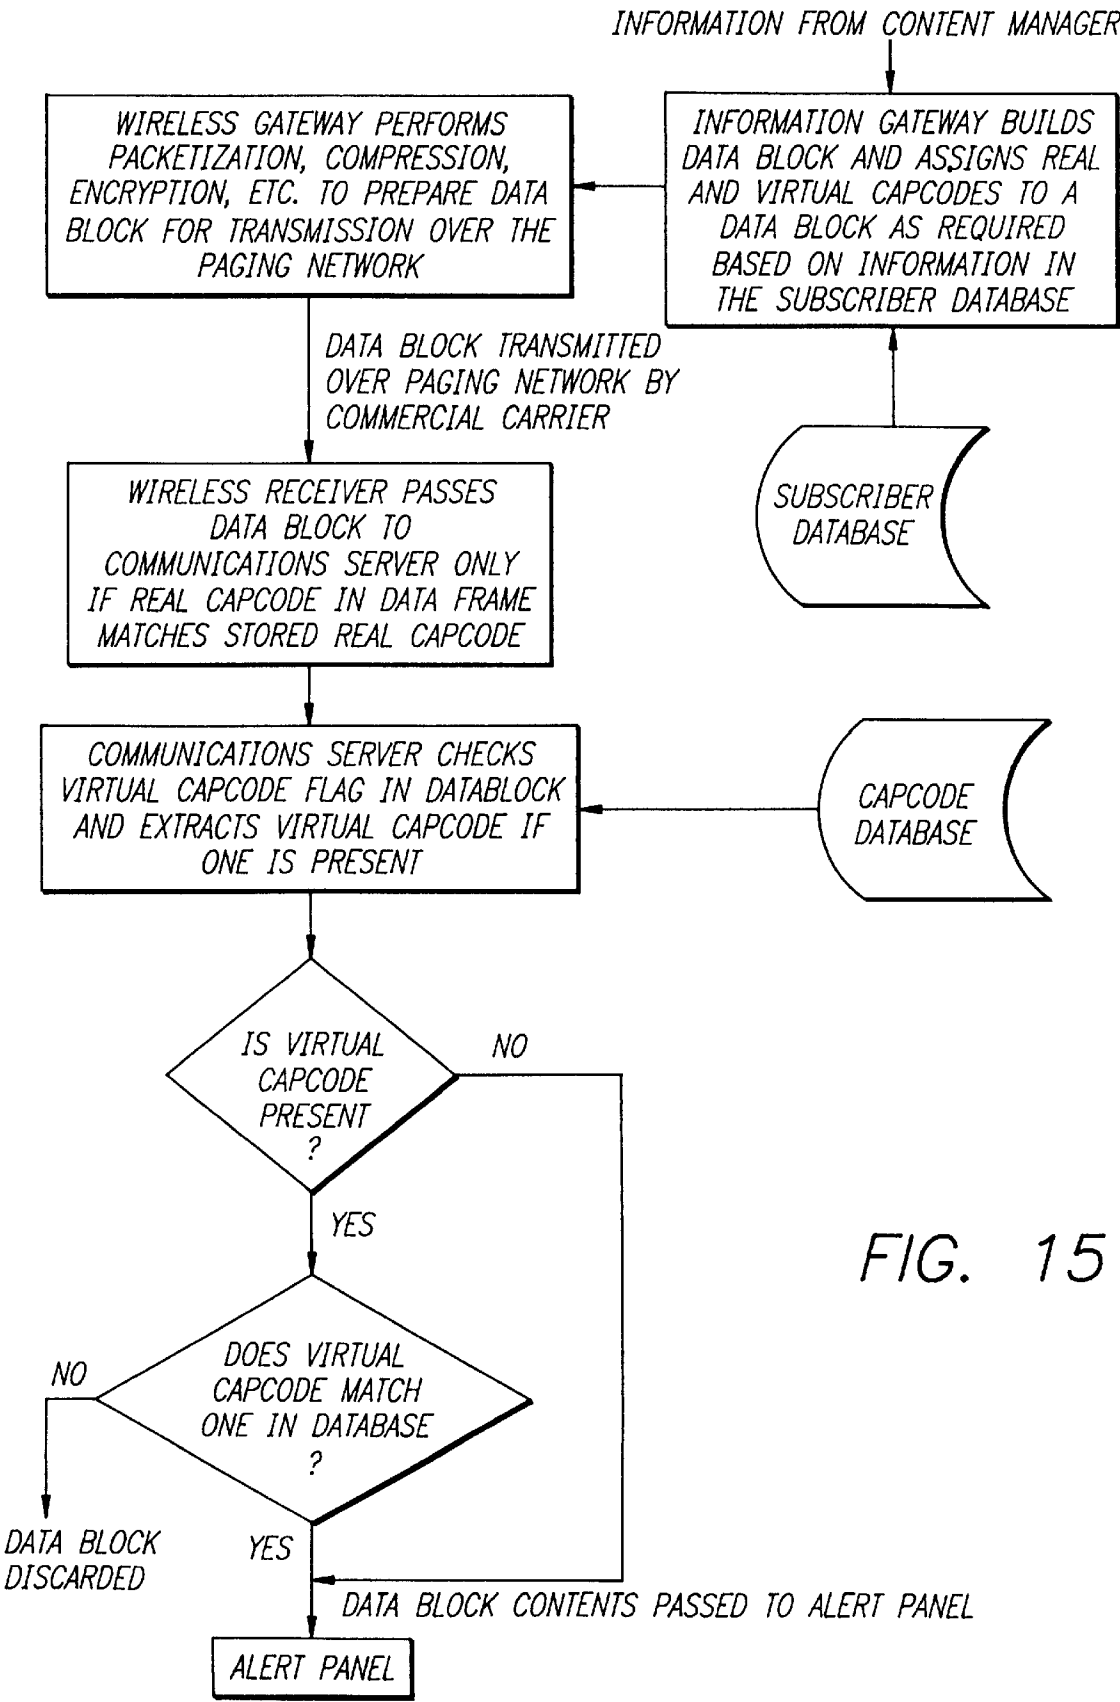 INFORMATION FROM CONTENT MANAGER
WIRELESS GATEWAY PERFORMS
PACKETIZATION, COMPRESSION,
ENCRYPTION, ETC. TO PREPARE DATA
BLOCK FOR TRANSMISSION OVER THE
PAGING NETWORK
INFORMATION GATEWAY BUILDS
DATA BLOCK AND ASSIGNS REAL
AND VIRTUAL CAPCODES TO A
DATA BLOCK AS REQUIRED
BASED ON INFORMATION IN
THE SUBSCRIBER DATABASE
DATA BLOCK TRANSMITTED
OVER PAGING NETWORK BY
COMMERCIAL CARRIER
SUBSCRIBER
DATABASE
WIRELESS RECEIVER PASSES
DATA BLOCK TO
COMMUNICATIONS SERVER ONLY
IF REAL CAPCODE IN DATA FRAME
MATCHES STORED REAL CAPCODE
COMMUNICATIONS SERVER CHECKS
VIRTUAL CAPCODE FLAG IN DATABLOCK
AND EXTRACTS VIRTUAL CAPCODE IF
ONE IS PRESENT
CAPCODE
DATABASE
IS VIRTUAL
CAPCODE
PRESENT
?
NO
YES
FIG. 15
DOES VIRTUAL
CAPCODE MATCH
ONE IN DATABASE
?
NO
DATA BLOCK
DISCARDED
YES
DATA BLOCK CONTENTS PASSED TO ALERT PANEL
ALERT PANEL